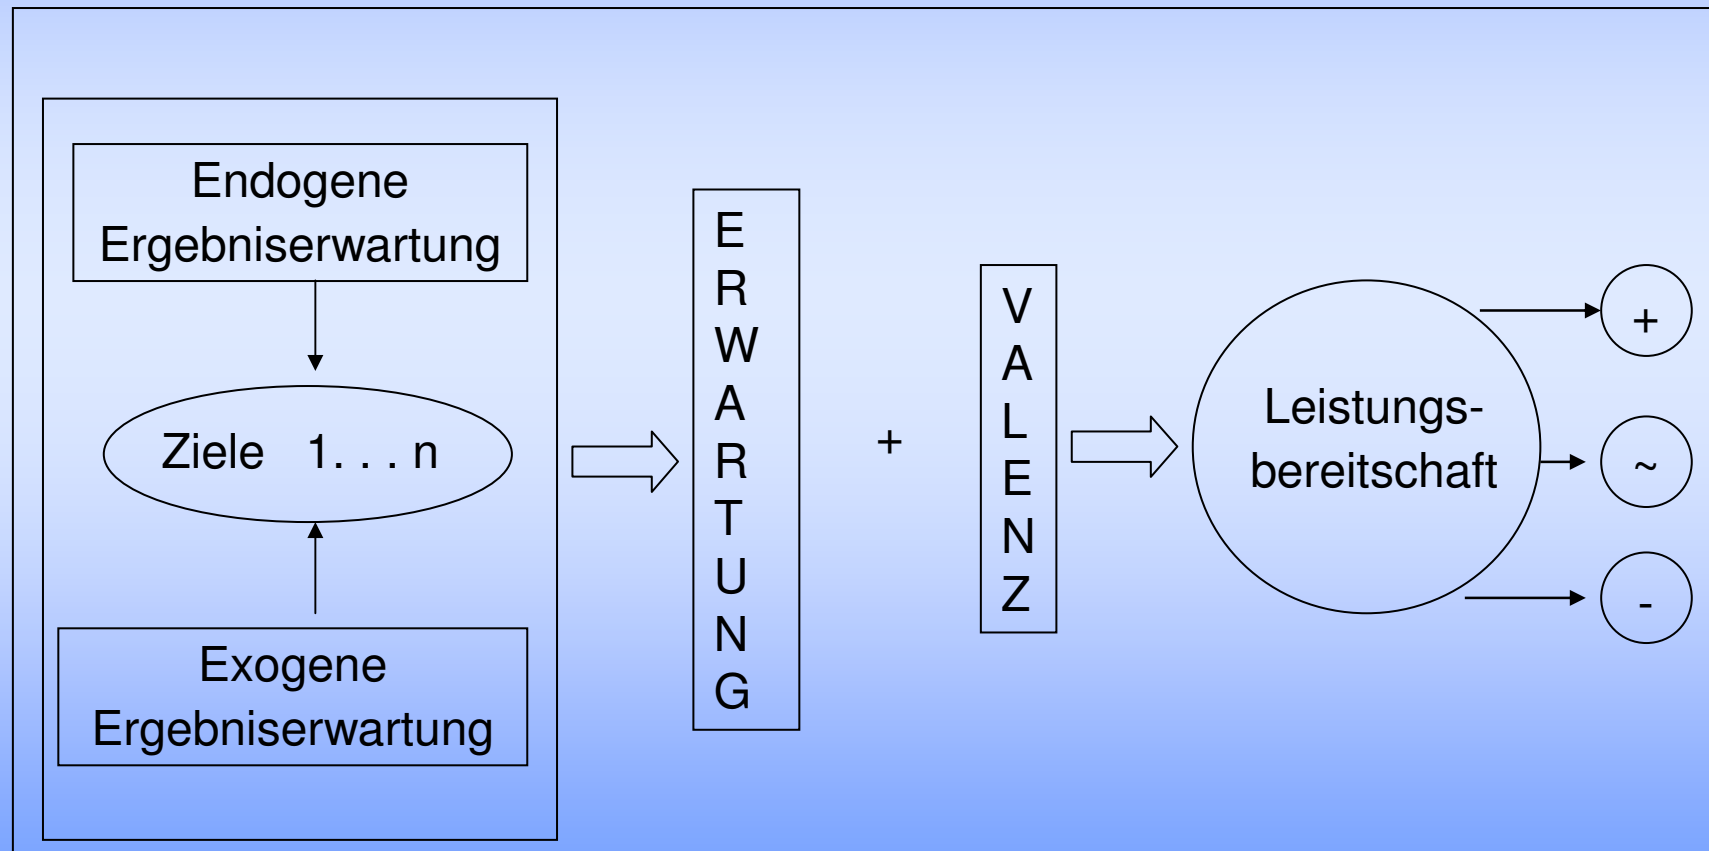 Endogene
Ergebniserwartung
Ziele 1. . . n
Exogene
Ergebniserwartung
E
R
W
A
R
T
U
N
G
+
V
A
L
E
N
Z
Leistungs-
bereitschaft
+
~
-